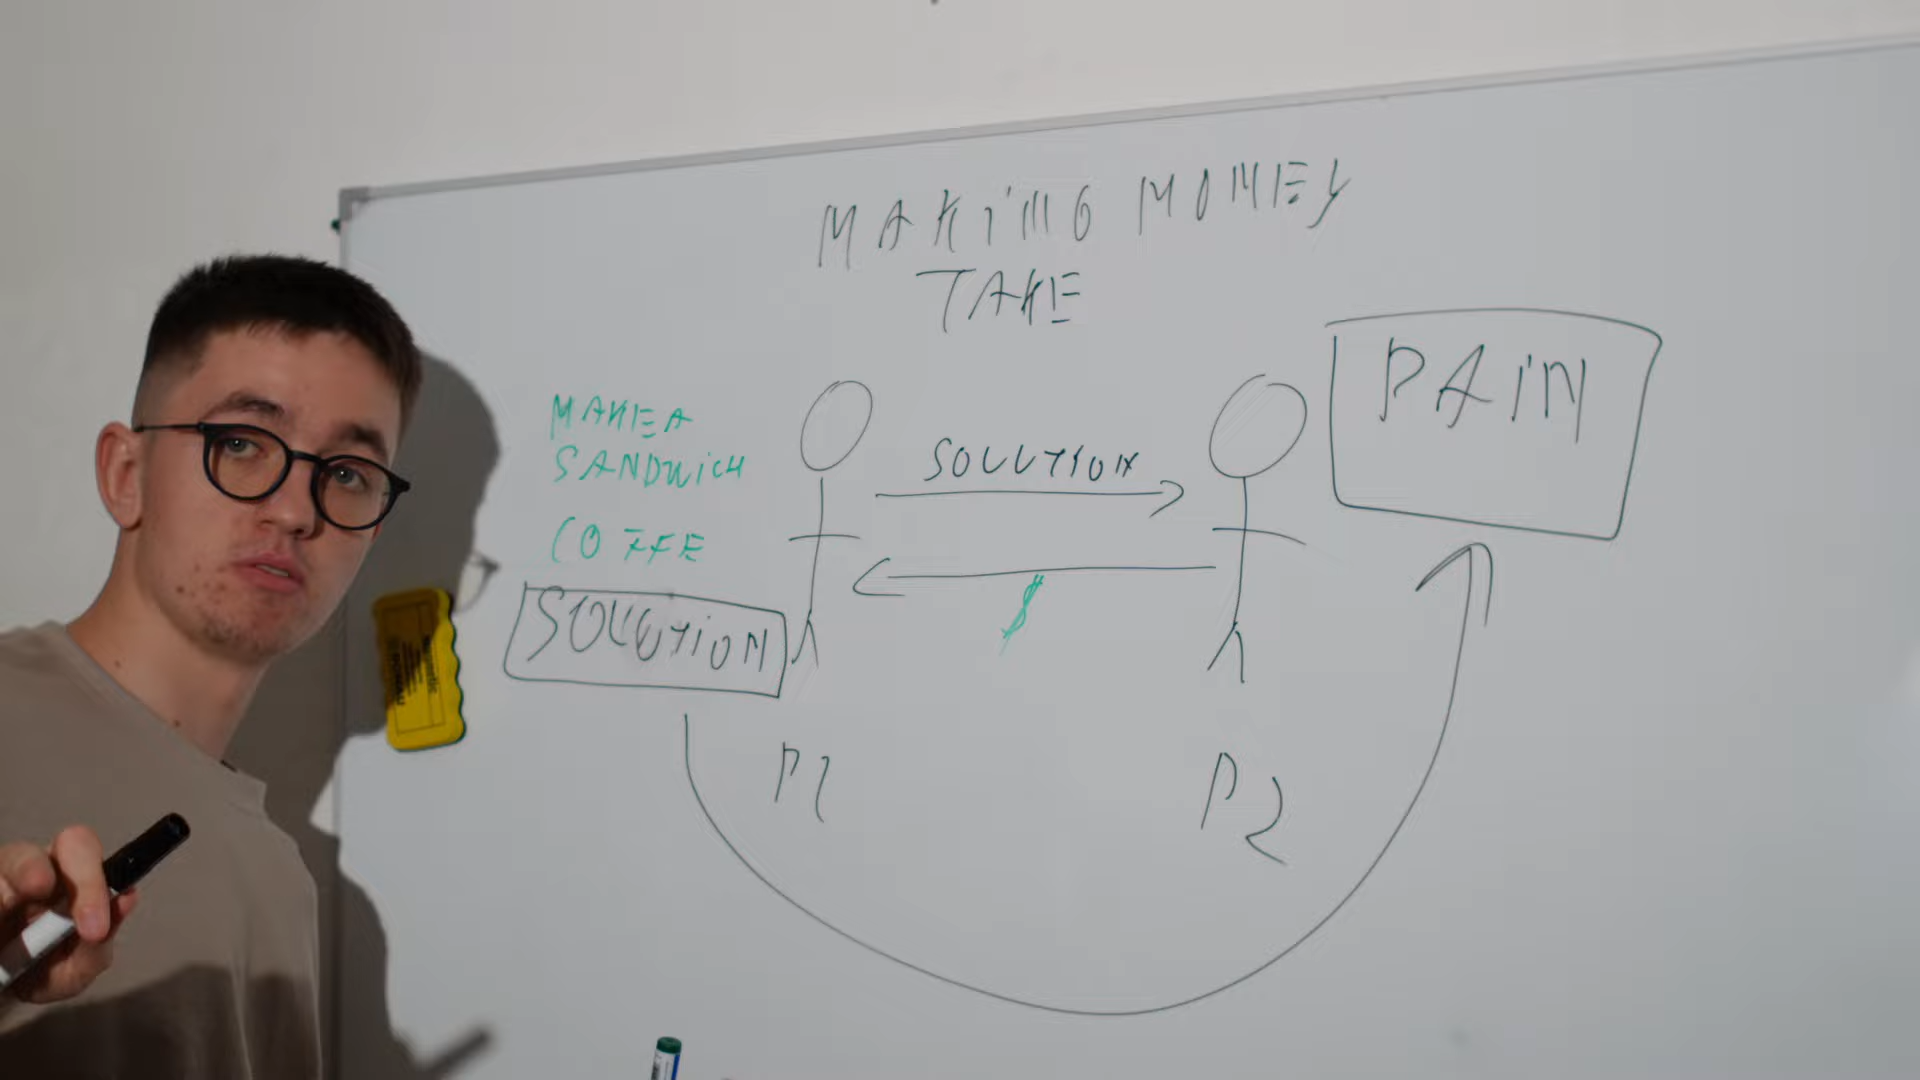 MAKING MONEY
TAKE
PAIN
MAKE A
SANDWICH
COFFE
SOLUTION
SOLUTION
$
P1
P2